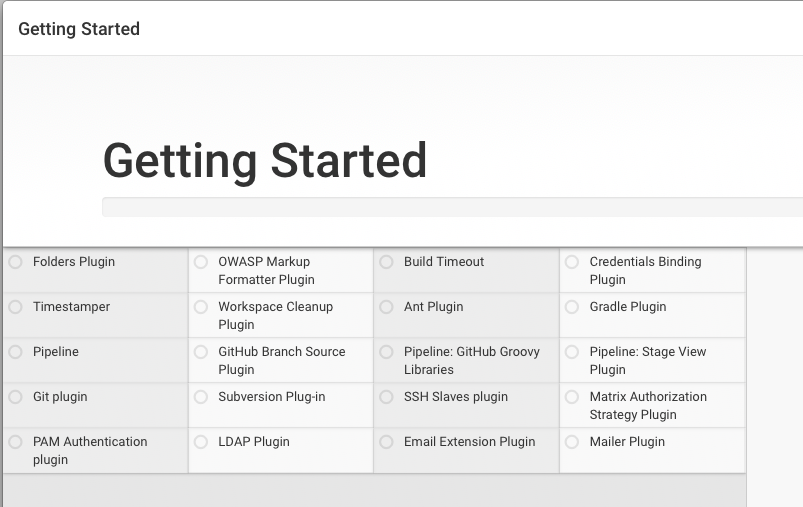 Getting Started
Getting Started
Folders Plugin
OWASP Markup
Formatter Plugin
Build Timeout
Credentials Binding
Plugin
Timestamper
Workspace Cleanup
Plugin
Ant Plugin
Gradle Plugin
Pipeline
GitHub Branch Source
Plugin
Pipeline: GitHub Groovy
Libraries
Pipeline: Stage View
Plugin
Git plugin
Subversion Plug-in
SSH Slaves plugin
Matrix Authorization
Strategy Plugin
PAM Authentication
plugin
LDAP Plugin
Email Extension Plugin
Mailer Plugin